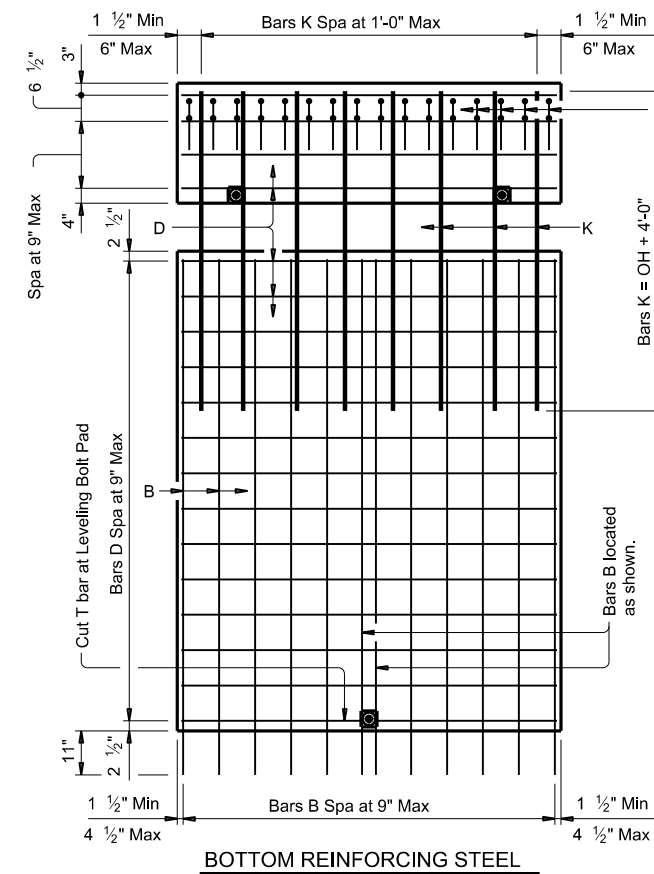 1 ½" Min
6" Max
Bars K Spa at 1'-0" Max
1 ½" Min
6" Max
3"
6 ½"
Spa at 9" Max
4"
2 ½"
D
K
Bars K = OH + 4'-0"
Cut T bar at Leveling Bolt Pad
Bars D Spa at 9" Max
B
Bars B located
as shown.
11"
2 ½"
1 ½" Min
4 ½" Max
Bars B Spa at 9" Max
1 ½" Min
4 ½" Max
BOTTOM REINFORCING STEEL